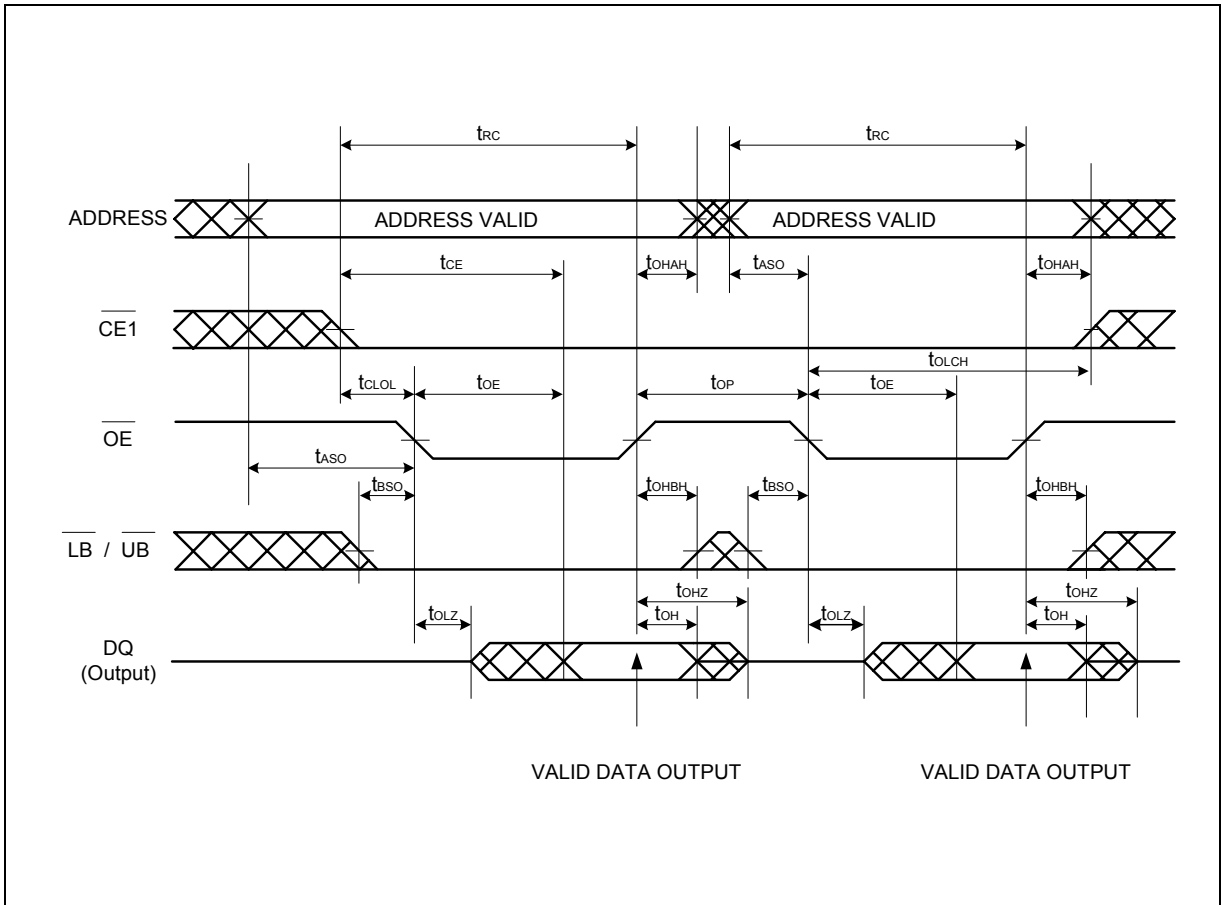 tRC tRC
ADDRESS ADDRESS VALID ADDRESS VALID
tCE tOHAH tASO tOHAH
CE1
tOLCH
tCLOL tOE tOP tOE
OE
tASO
tBSO tOHBH tBSO tOHBH
LB / UB
tOHZ tOHZ
tOLZ tOH tOLZ tOH
DQ
(Output)
VALID DATA OUTPUT VALID DATA OUTPUT